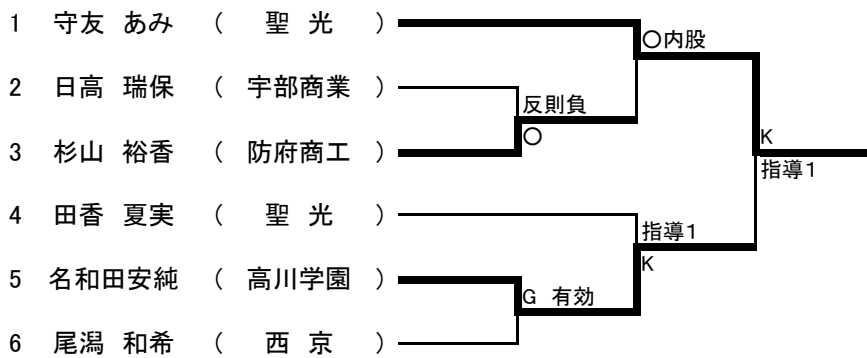 1 守友 あみ （ 聖 光 ）
○内股
2 日高 瑞保 （ 宇部商業 ）
反則負
○
3 杉山 裕香 （ 防府商工 ）
K
指導1
4 田香 夏実 （ 聖 光 ）
指導1
K
5 名和田安純 （ 高川学園 ）
G 有効
6 尾潟 和希 （ 西 京 ）